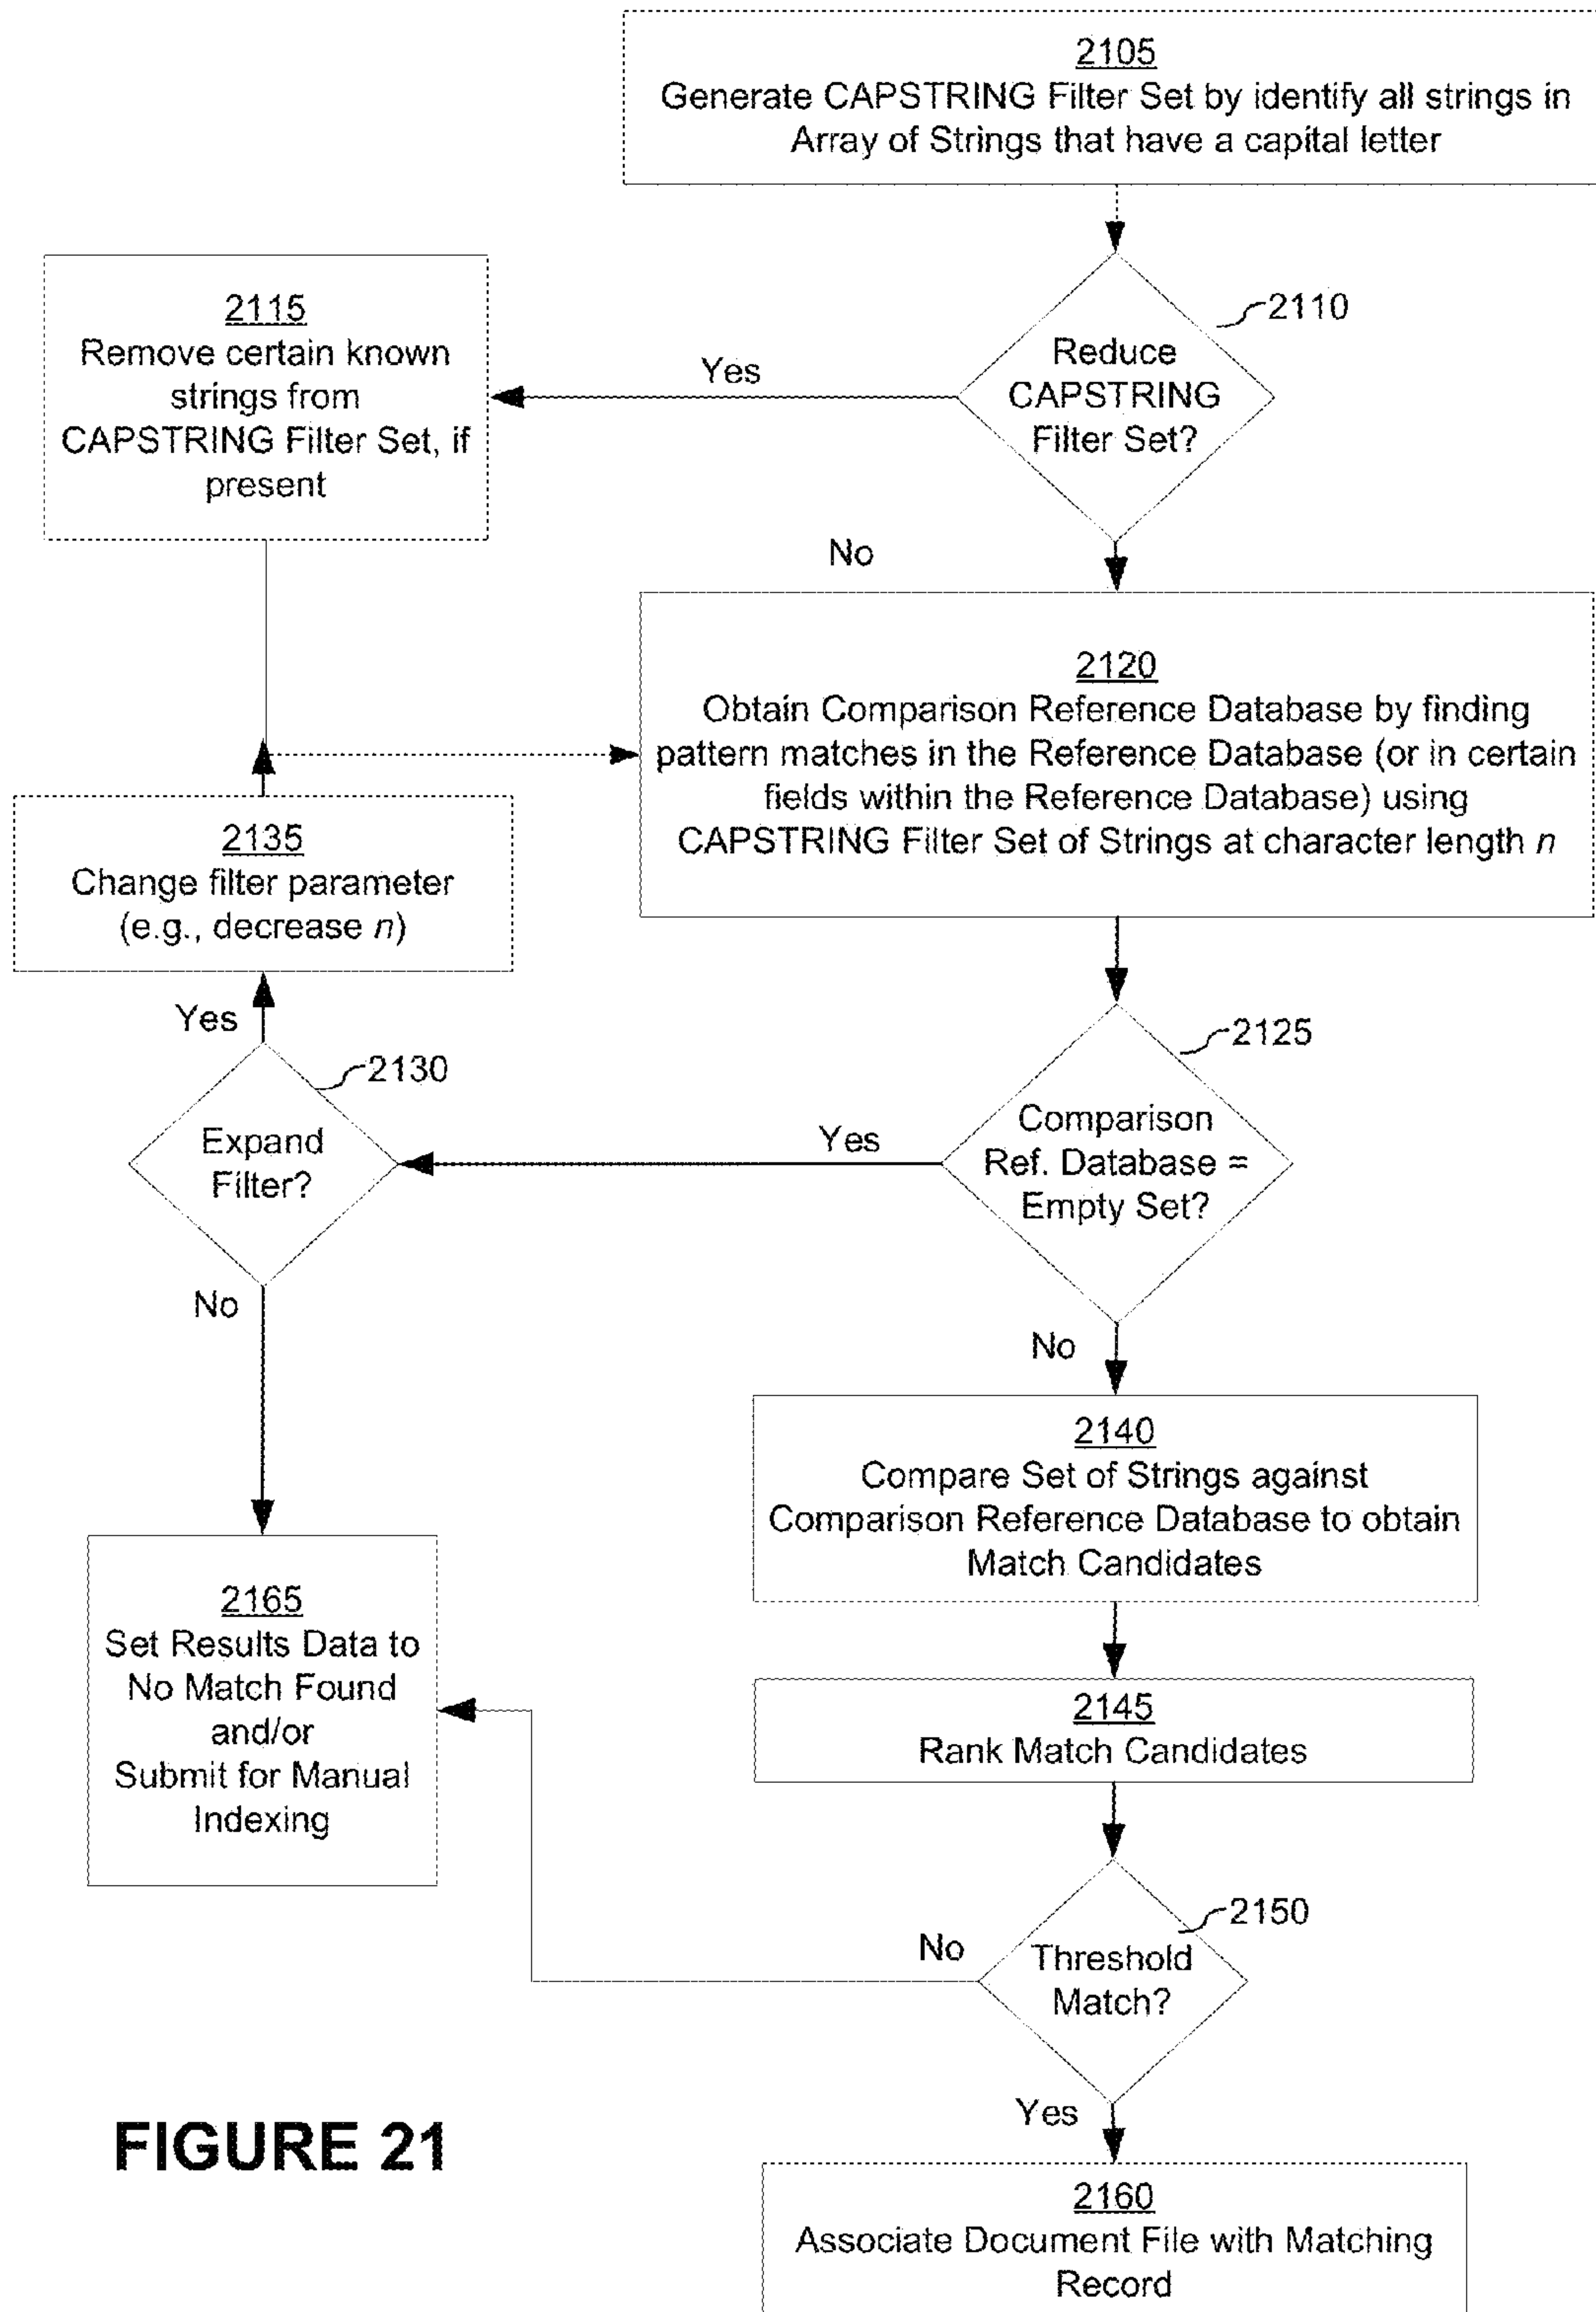 2105
Generate CAPSTRING Filter Set by identify all strings in
Array of Strings that have a capital letter
2110
Reduce
CAPSTRING
Filter Set?
Yes
2115
Remove certain known
strings from
CAPSTRING Filter Set, if
present
No
2120
Obtain Comparison Reference Database by finding
pattern matches in the Reference Database (or in certain
fields within the Reference Database) using
CAPSTRING Filter Set of Strings at character length n
2135
Change filter parameter
(e.g., decrease n)
Yes
2130
Expand
Filter?
Yes
2125
Comparison
Ref. Database =
Empty Set?
No
No
2140
Compare Set of Strings against
Comparison Reference Database to obtain
Match Candidates
2165
Set Results Data to
No Match Found
and/or
Submit for Manual
Indexing
2145
Rank Match Candidates
2150
Threshold
Match?
No
Yes
2160
Associate Document File with Matching
Record
FIGURE 21